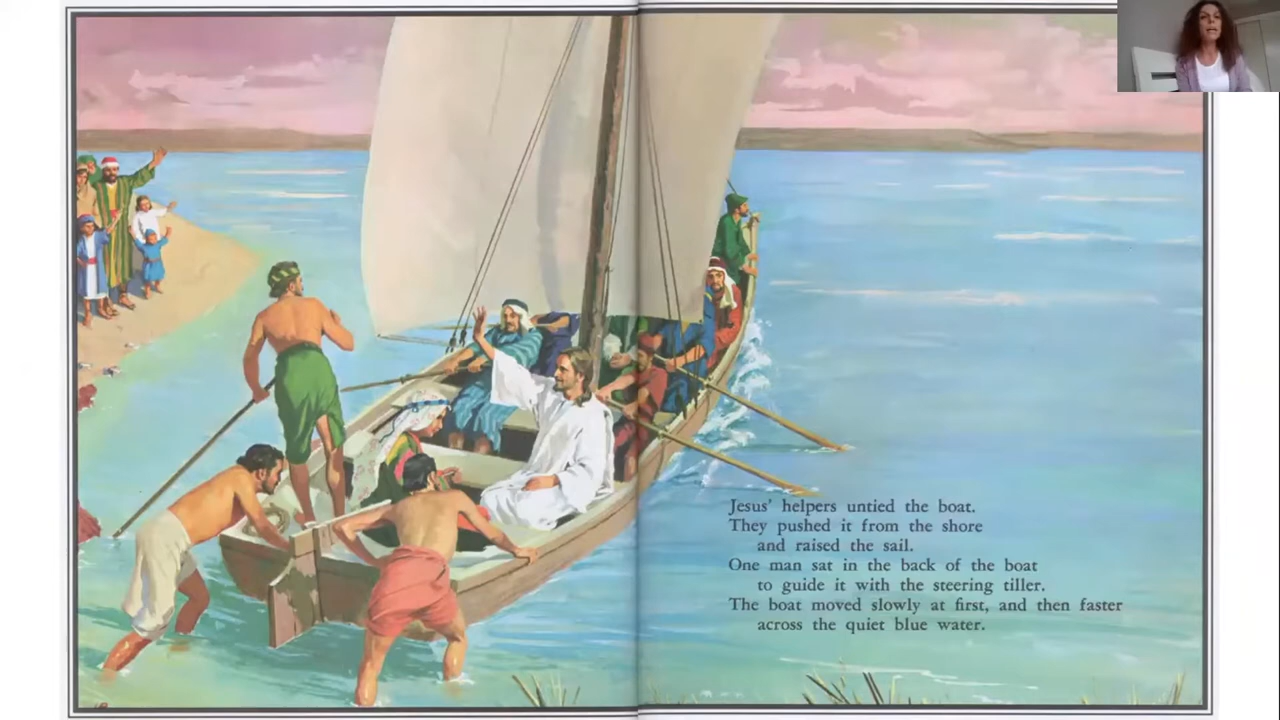 Jesus' helpers untied the boat.
They pushed it from the shore
and raised the sail.
One man sat in the back of the boat
to guide it with the steering tiller.
The boat moved slowly at first, and then faster
across the quiet blue water.